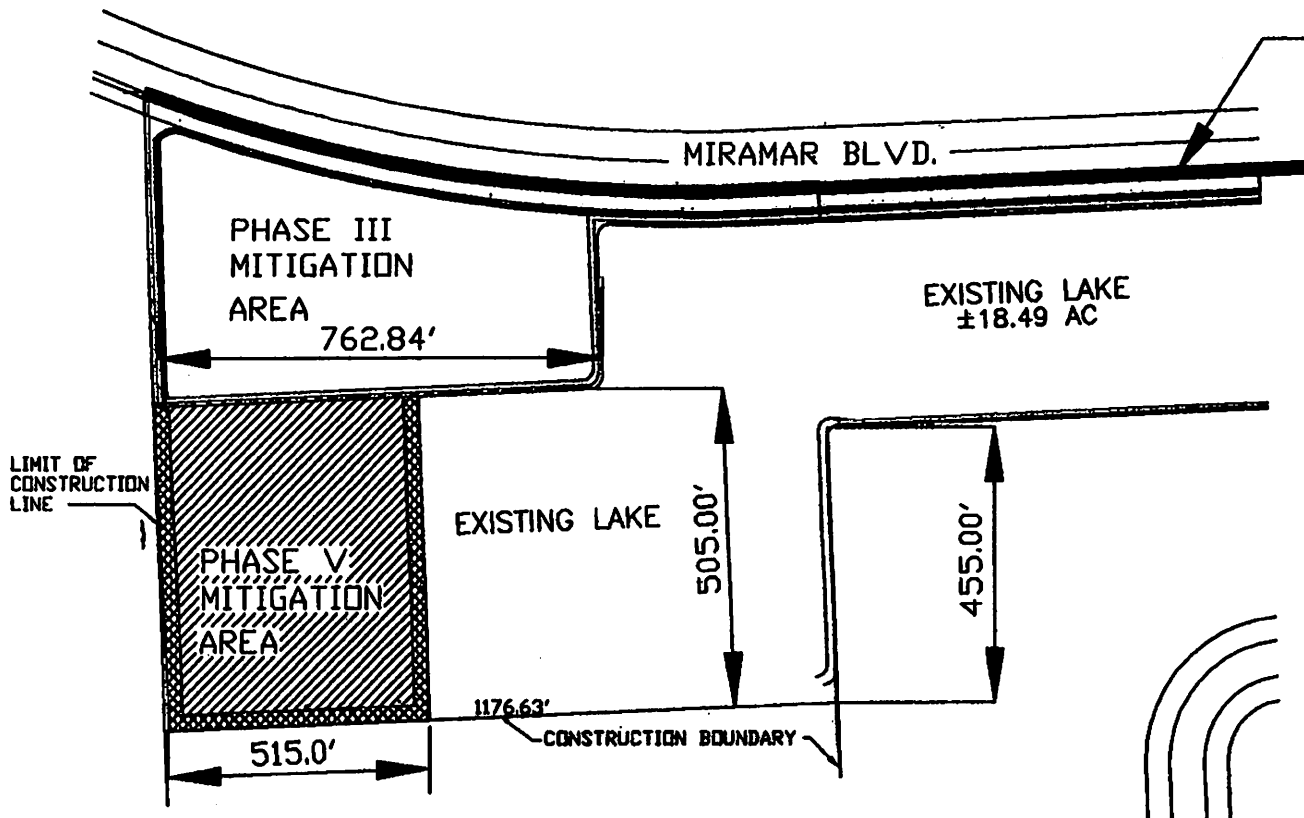 MIRAMAR BLVD.
PHASE III
MITIGATION
AREA
762.84'
EXISTING LAKE
±18.49 AC
LIMIT OF
CONSTRUCTION
LINE
EXISTING LAKE
505.00'
455.00'
PHASE V
MITIGATION
AREA
1176.63'
CONSTRUCTION BOUNDARY
515.0'